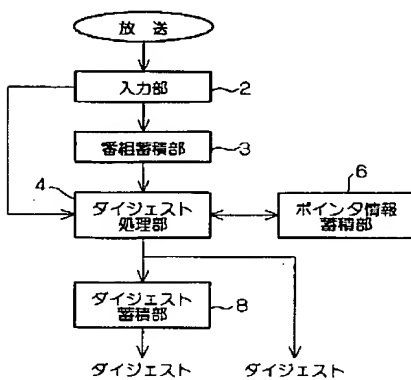 放送
入力部
2
番組蓄積部
3
4
ダイジェスト
処理部
6
ポインタ情報
蓄積部
ダイジェスト
蓄積部
8
ダイジェスト
ダイジェスト